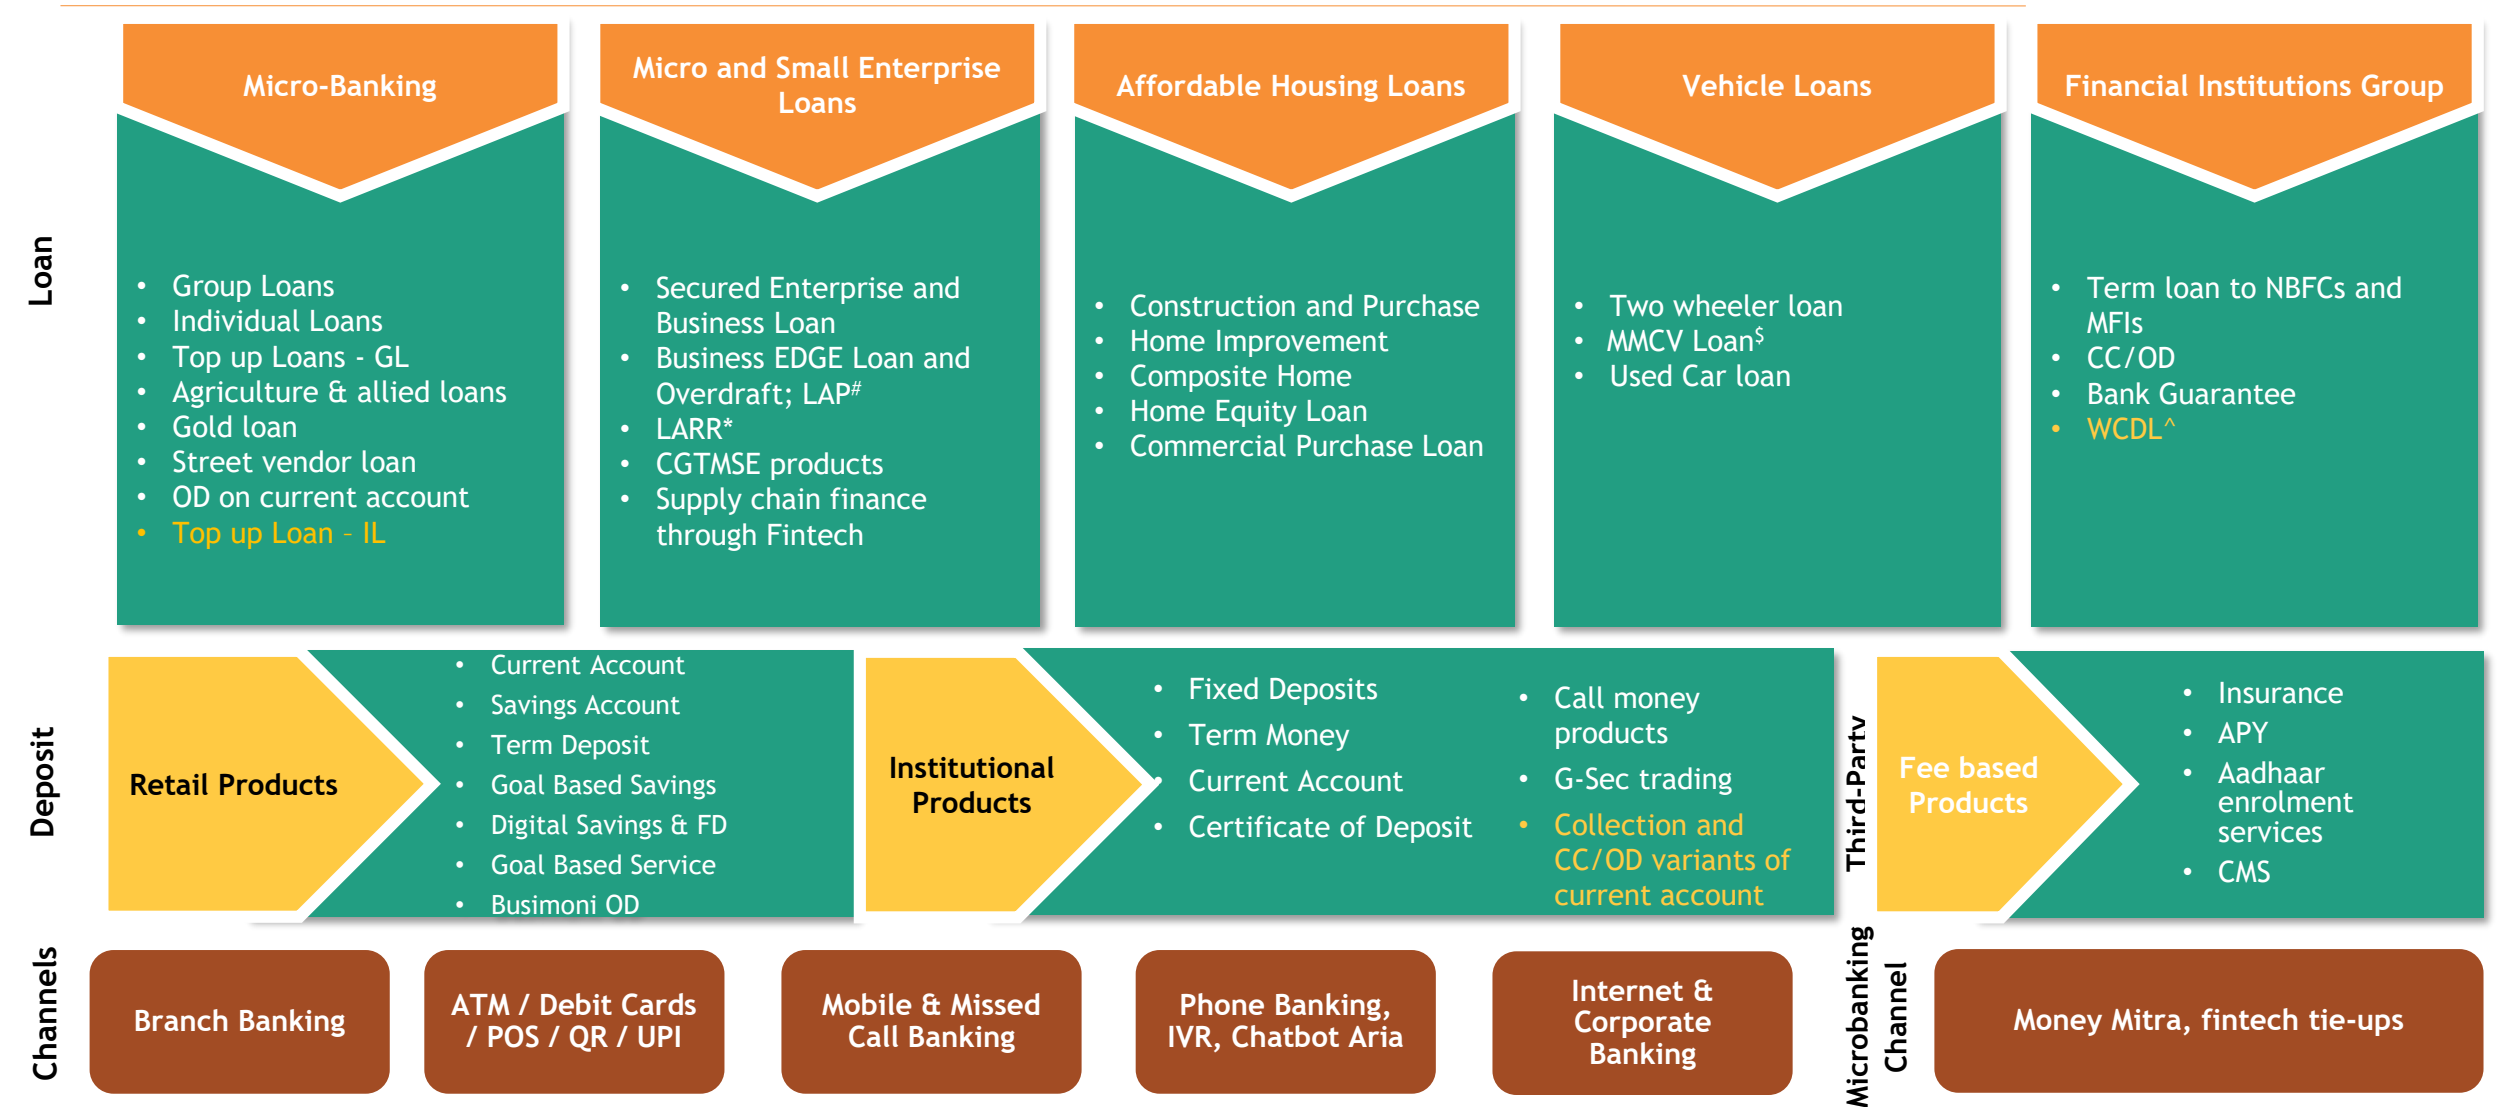 Loan
Micro-Banking
• Group Loans
• Individual Loans
• Top up Loans - GL
• Agriculture & allied loans
• Gold loan
• Street vendor loan
• OD on current account
• Top up Loan – IL
Micro and Small Enterprise
Loans
• Secured Enterprise and
Business Loan
• Business EDGE Loan and
Overdraft; LAP#
• LARR*
• CGTMSE products
• Supply chain finance
through Fintech
Affordable Housing Loans
• Construction and Purchase
• Home Improvement
• Composite Home
• Home Equity Loan
• Commercial Purchase Loan
Vehicle Loans
• Two wheeler loan
• MMCV Loan$
• Used Car loan
Financial Institutions Group
• Term loan to NBFCs and
MFIs
• CC/OD
• Bank Guarantee
• WCDL^
Deposit
Retail Products
• Current Account
• Savings Account
• Term Deposit
• Goal Based Savings
• Digital Savings & FD
• Goal Based Service
• Busimoni OD
Institutional
Products
• Fixed Deposits
• Term Money
• Current Account
• Certificate of Deposit
• Call money
products
• G-Sec trading
• Collection and
CC/OD variants of
current account
Third-Party
Fee based
Products
• Insurance
• APY
• Aadhaar
enrolment
services
• CMS
Channels
Branch Banking
ATM / Debit Cards
/ POS / QR / UPI
Mobile & Missed
Call Banking
Phone Banking,
IVR, Chatbot Aria
Internet &
Corporate
Banking
Microbanking
Channel
Money Mitra, fintech tie-ups